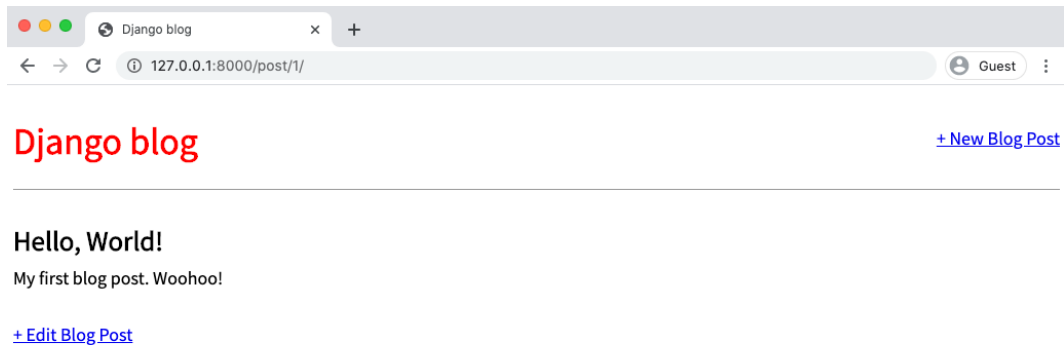 Django blog
127.0.0.1:8000/post/1/
Guest
Django blog
+ New Blog Post
Hello, World!
My first blog post. Woohoo!
+ Edit Blog Post